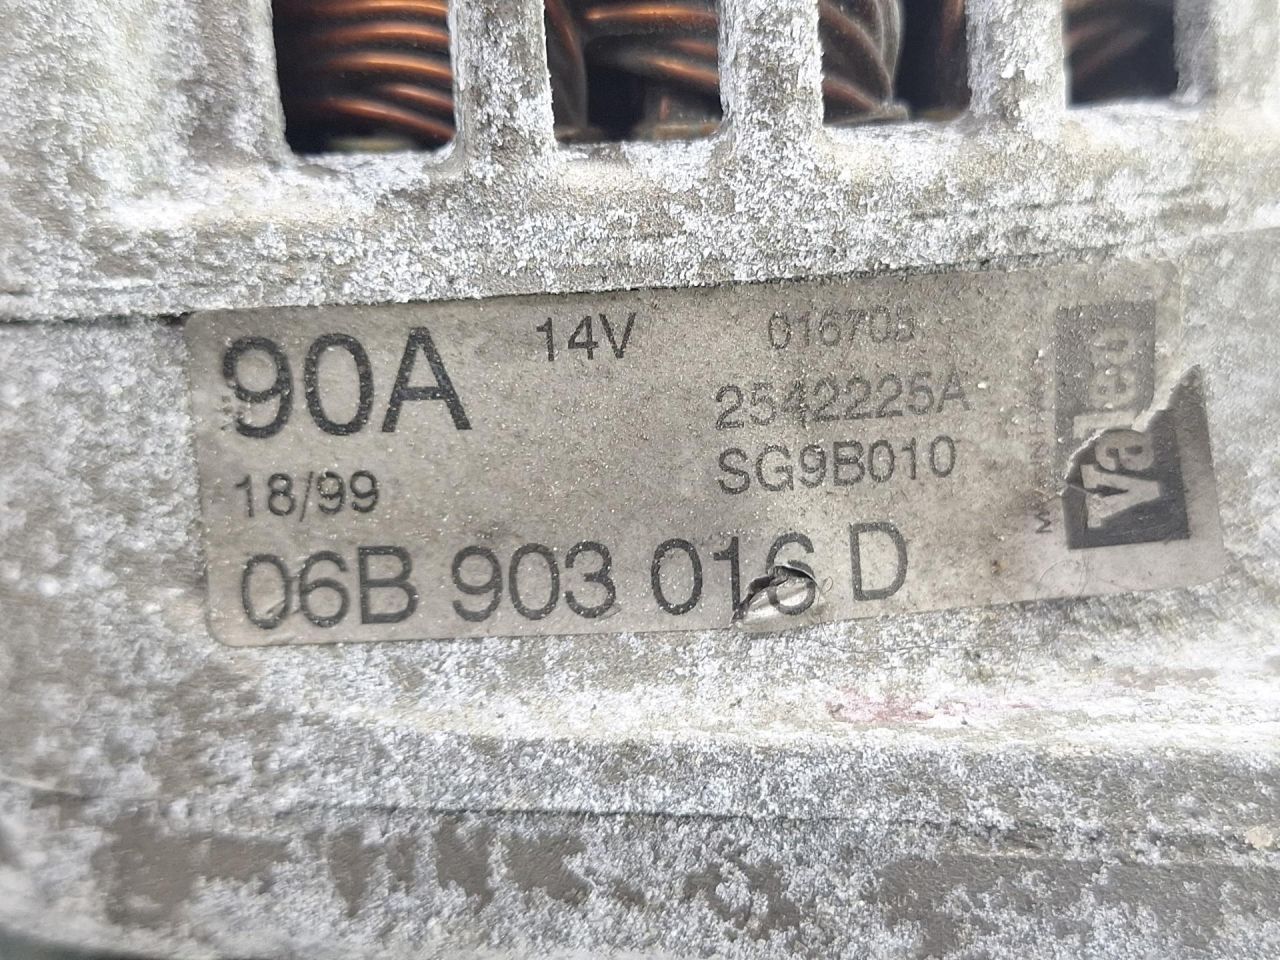 90A 14V 016705
2542225A
SG9B010
18/99
06B 903 016 D
Valeo